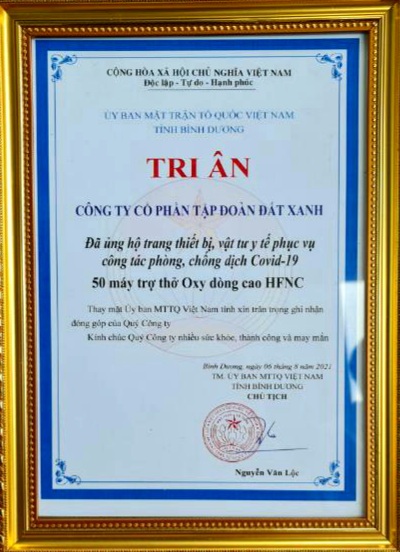 CỘNG HÒA XÃ HỘI CHỦ NGHĨA VIỆT NAM
Độc lập - Tự do - Hạnh phúc
ỦY BAN MẶT TRẬN TỔ QUỐC VIỆT NAM
TỈNH BÌNH DƯƠNG
TRI ÂN
CÔNG TY CỔ PHẦN TẬP ĐOÀN ĐẤT XANH
Đã ủng hộ trang thiết bị, vật tư y tế phục vụ
công tác phòng, chống dịch Covid-19
50 máy trợ thở Oxy dòng cao HFNC
Thay mặt Ủy ban MTTQ Việt Nam tỉnh xin trân trọng ghi nhận
đóng góp của Quý Công ty
Kính chúc Quý Công ty nhiều sức khỏe, thành công và may mắn
Bình Dương, ngày 06 tháng 8 năm 2021
TM. ỦY BAN MTTQ VIỆT NAM
TỈNH BÌNH DƯƠNG
CHỦ TỊCH
Nguyễn Văn Lộc